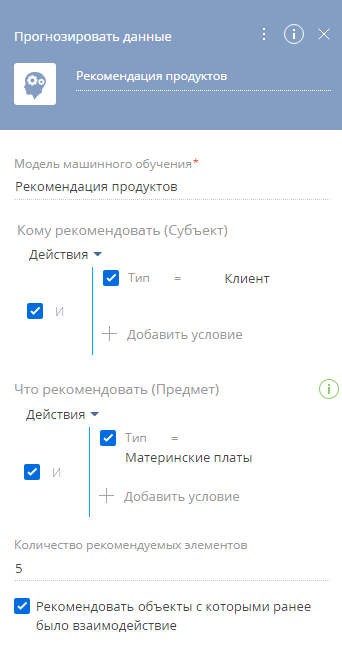 Прогнозировать данные
Рекомендация продуктов
Модель машинного обучения*
Рекомендация продуктов
Кому рекомендовать (Субъект)
Действия
Тип = Клиент
И
Добавить условие
Что рекомендовать (Предмет)
Действия
Тип =
Материнские платы
И
Добавить условие
Количество рекомендуемых элементов
5
Рекомендовать объекты с которыми ранее
было взаимодействие